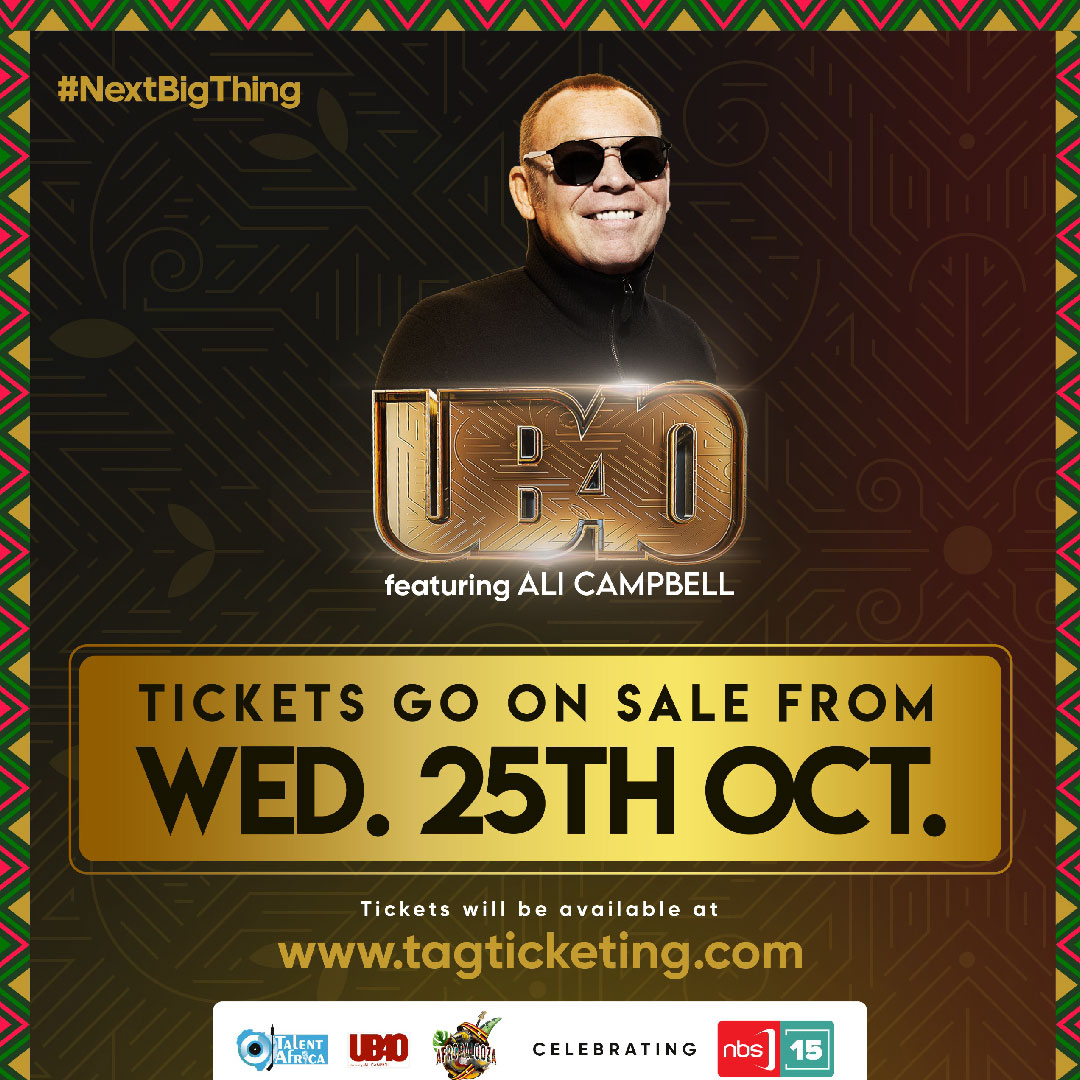 #NextBigThing
UB40
featuring ALI CAMPBELL
TICKETS GO ON SALE FROM
WED. 25TH OCT.
Tickets will be available at
www.tagticketing.com
TALENT AFRICA
UB40
AFROPALOOZA
CELEBRATING
nbs 15